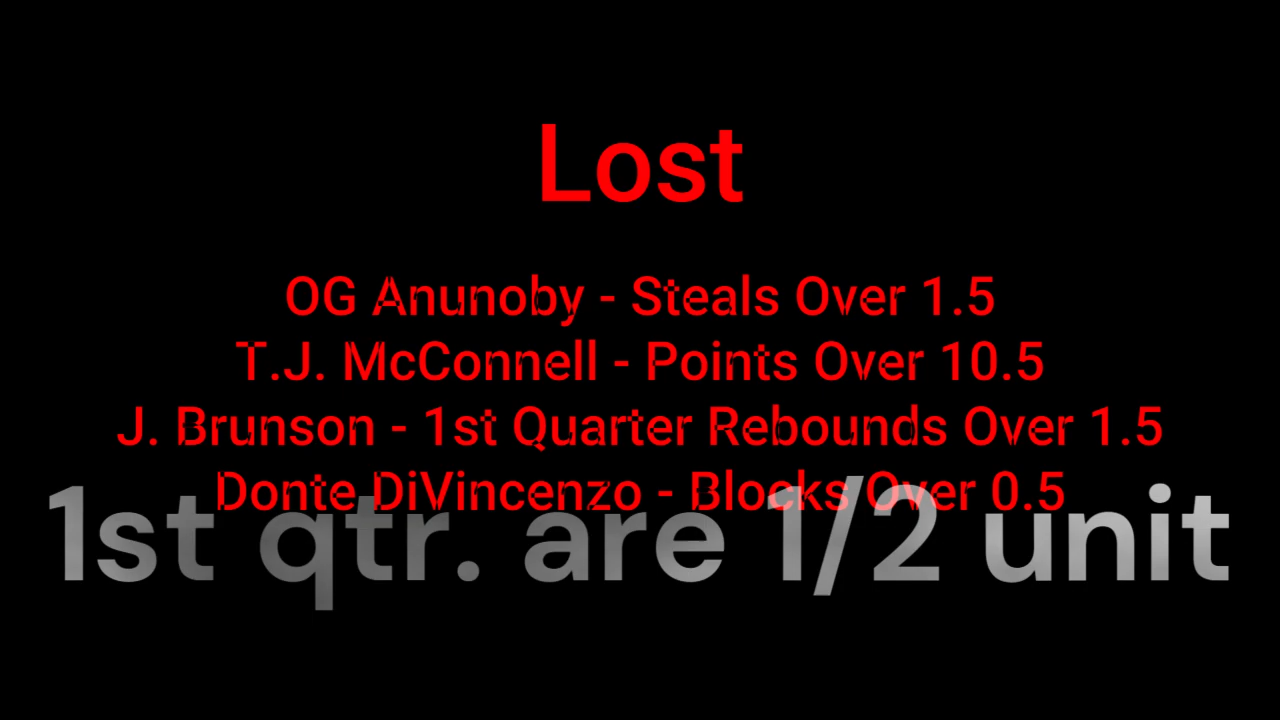 Lost
OG Anunoby - Steals Over 1.5
T.J. McConnell - Points Over 10.5
J. Brunson - 1st Quarter Rebounds Over 1.5
Donte DiVincenzo - Blocks Over 0.5
1st qtr. are 1/2 unit